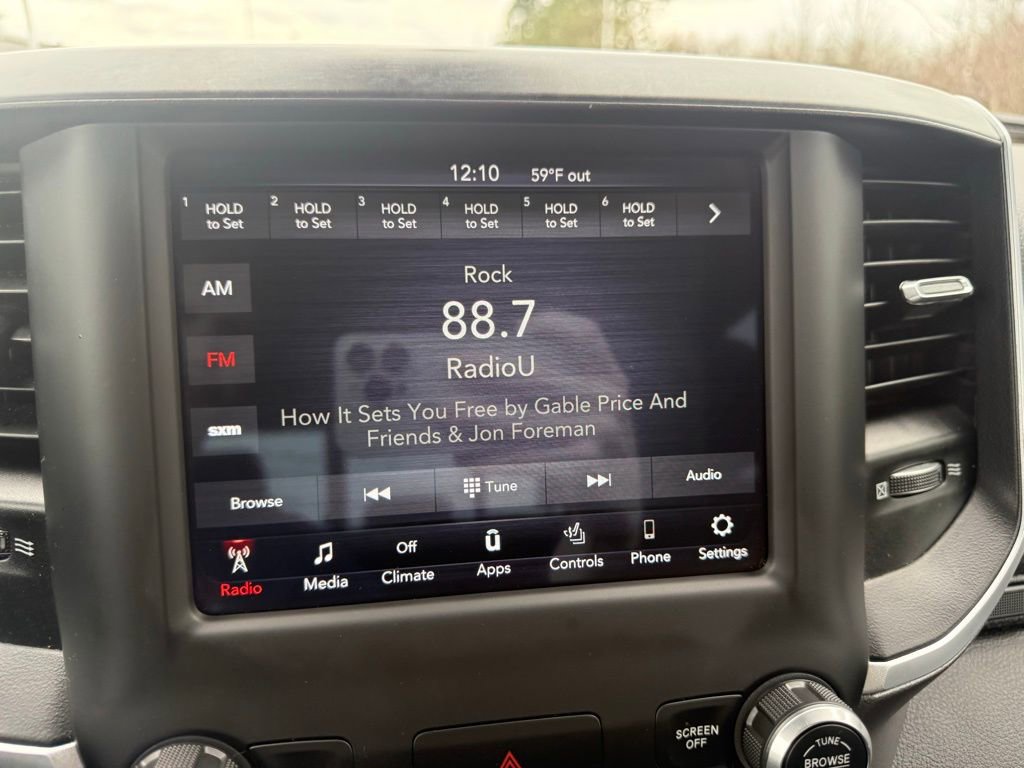 12:10 59°F out
1 HOLD to Set 2 HOLD to Set 3 HOLD to Set 4 HOLD to Set 5 HOLD to Set 6 HOLD to Set
Rock
AM
88.7
FM
RadioU
How It Sets You Free by Gable Price And
Friends & Jon Foreman
sxm
Browse Tune Audio
Radio Media Off Climate Apps Controls Phone Settings
SCREEN
OFF
TUNE
BROWSE